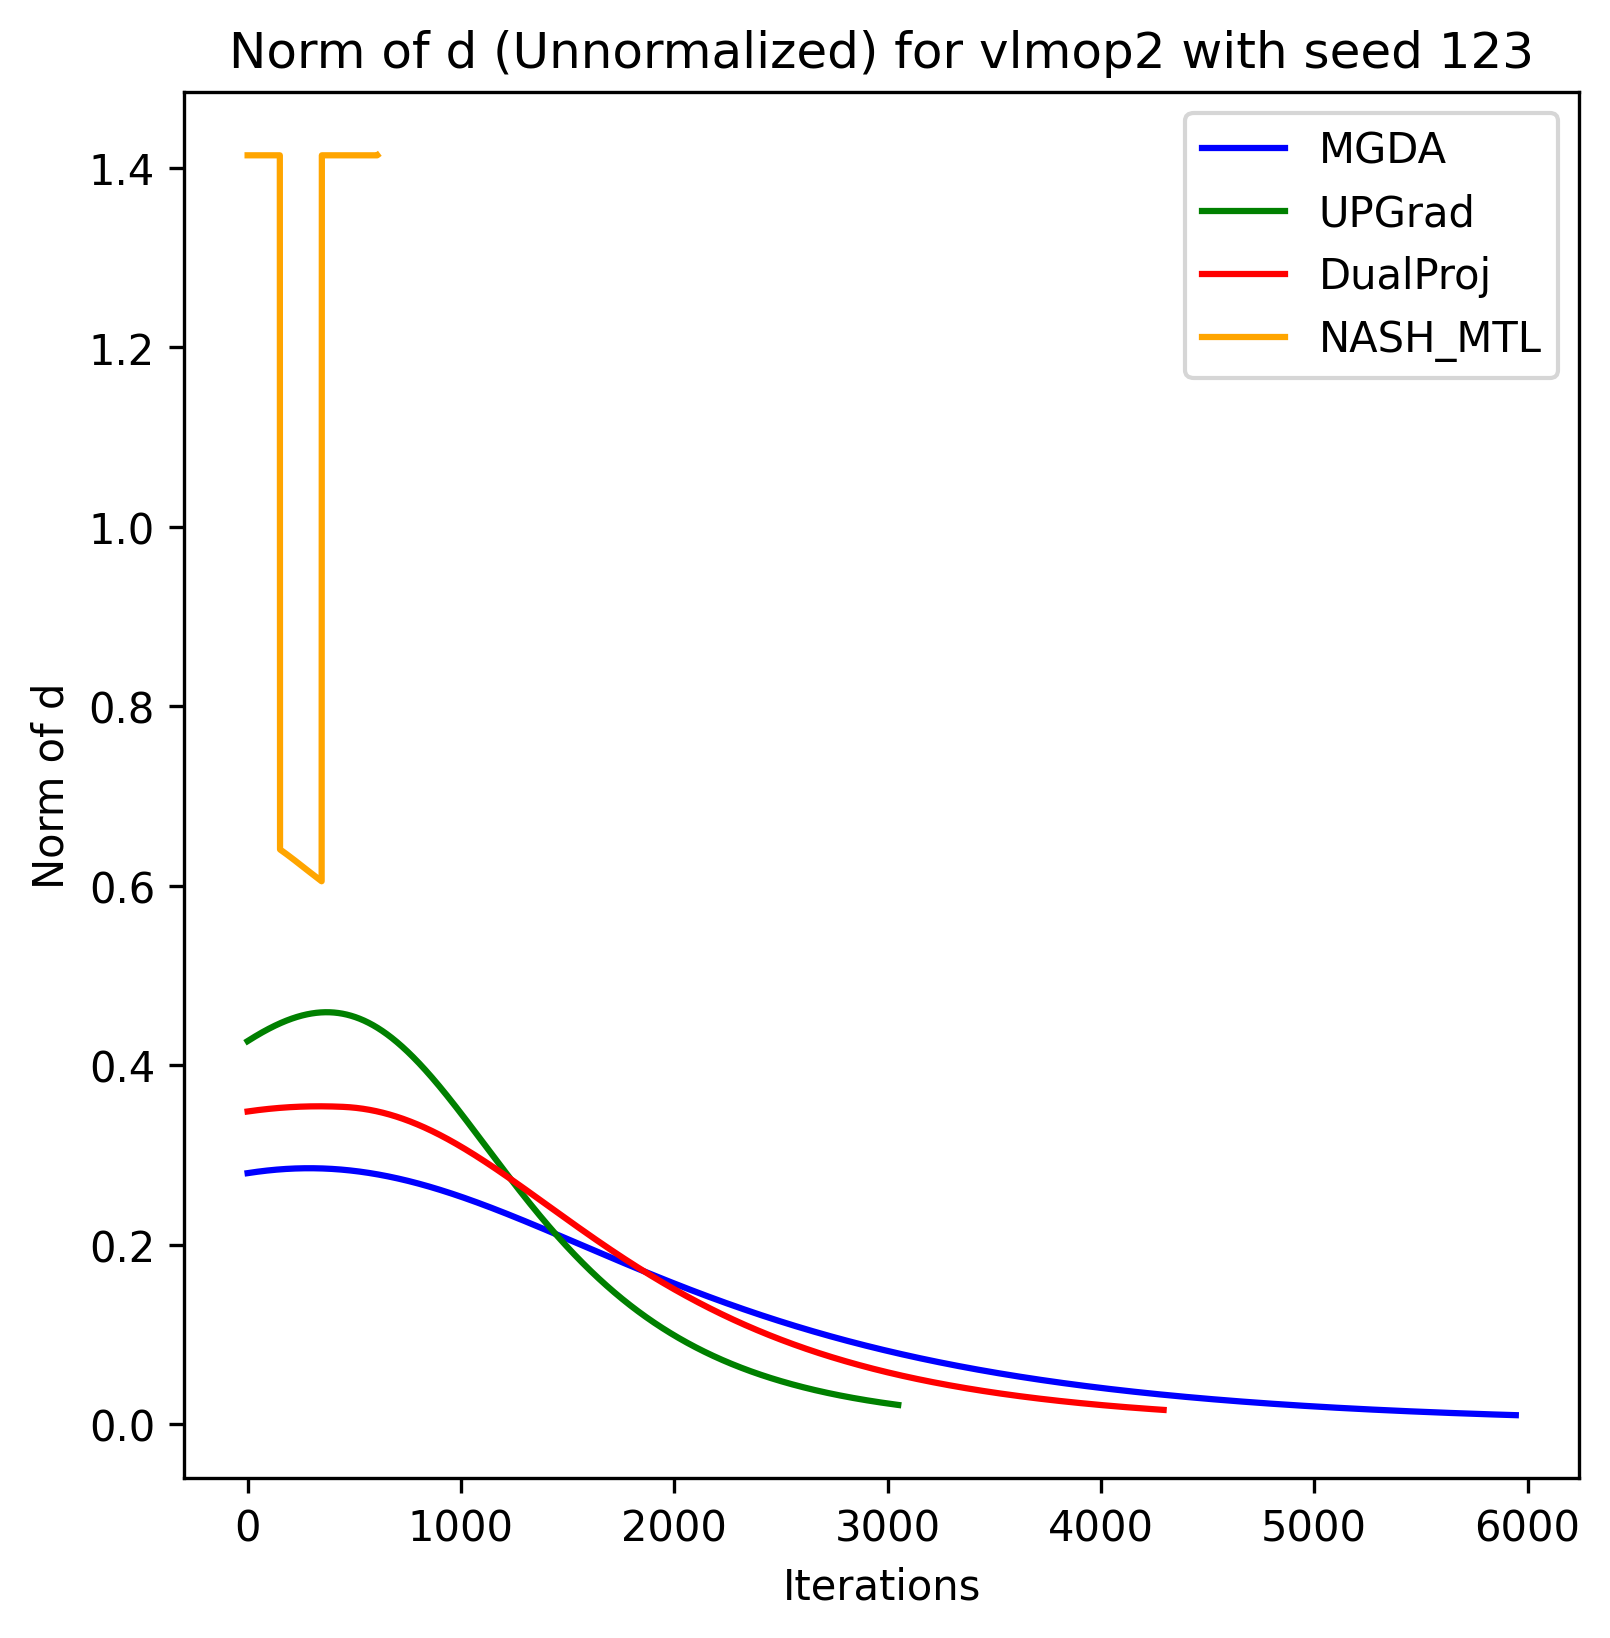 Norm of d (Unnormalized) for vlmop2 with seed 123
MGDA
UPGrad
DualProj
NASH_MTL
Norm of d
1.4
1.2
1.0
0.8
0.6
0.4
0.2
0.0
0 1000 2000 3000 4000 5000 6000
Iterations